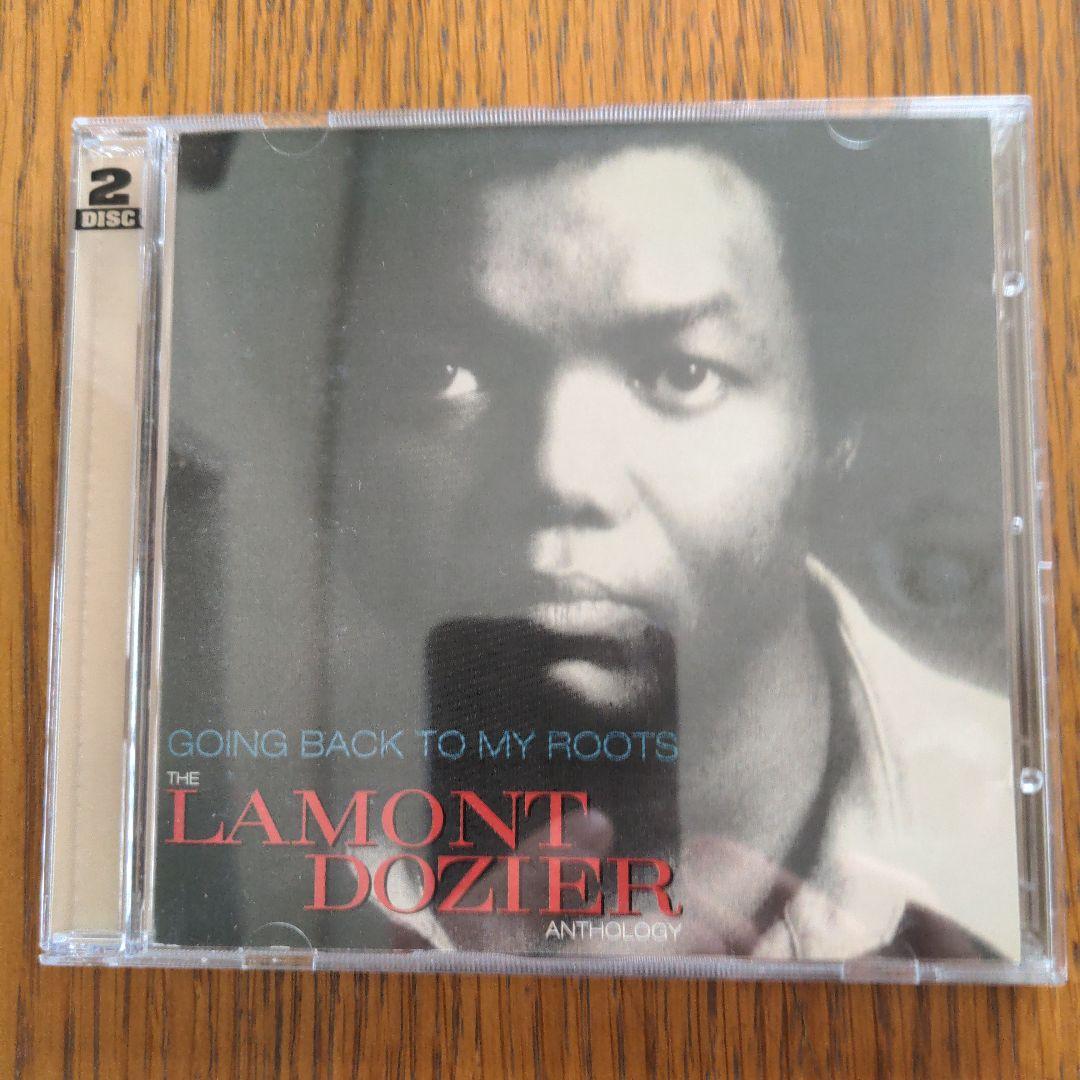 2
DISC
GOING BACK TO MY ROOTS
THE
LAMONT
DOZIER
ANTHOLOGY